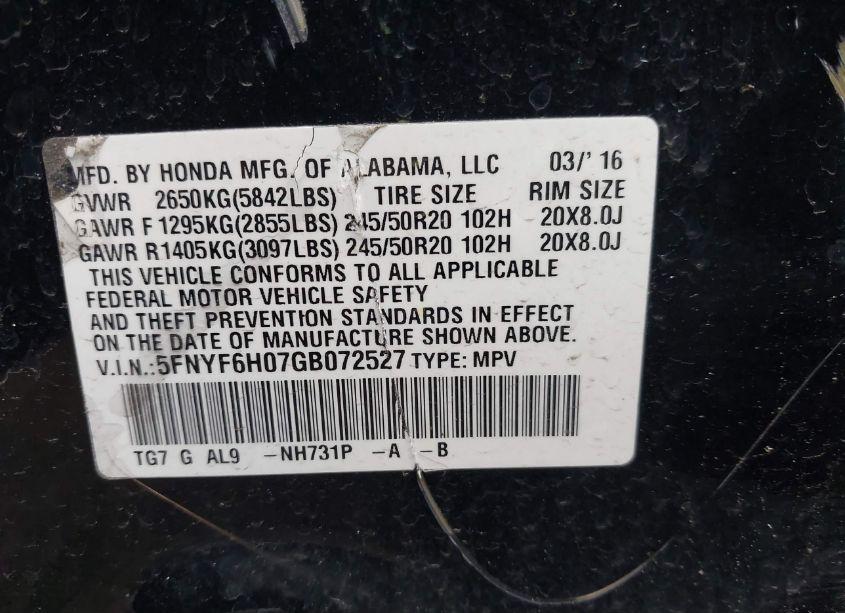 MFD. BY HONDA MFG. OF ALABAMA, LLC 03/' 16
GVWR 2650KG(5842LBS) TIRE SIZE RIM SIZE
GAWR F 1295KG(2855LBS) 245/50R20 102H 20X8.0J
GAWR R1405KG(3097LBS) 245/50R20 102H 20X8.0J
THIS VEHICLE CONFORMS TO ALL APPLICABLE
FEDERAL MOTOR VEHICLE SAFETY
AND THEFT PREVENTION STANDARDS IN EFFECT
ON THE DATE OF MANUFACTURE SHOWN ABOVE.
V.I.N.:5FNYF6H07GB072527 TYPE: MPV
TG7 G AL9 -NH731P -A -B